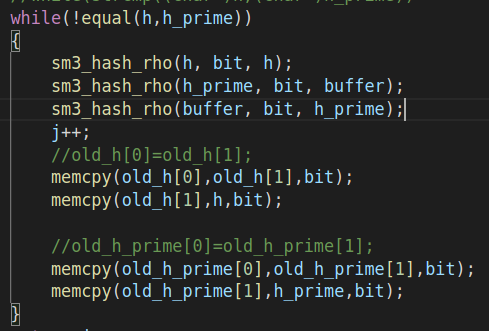 while(!equal(h,h_prime))
{
    sm3_hash_rho(h, bit, h);
    sm3_hash_rho(h_prime, bit, buffer);
    sm3_hash_rho(buffer, bit, h_prime);
    j++;
    //old_h[0]=old_h[1];
    memcpy(old_h[0],old_h[1],bit);
    memcpy(old_h[1],h,bit);

    //old_h_prime[0]=old_h_prime[1];
    memcpy(old_h_prime[0],old_h_prime[1],bit);
    memcpy(old_h_prime[1],h_prime,bit);
}